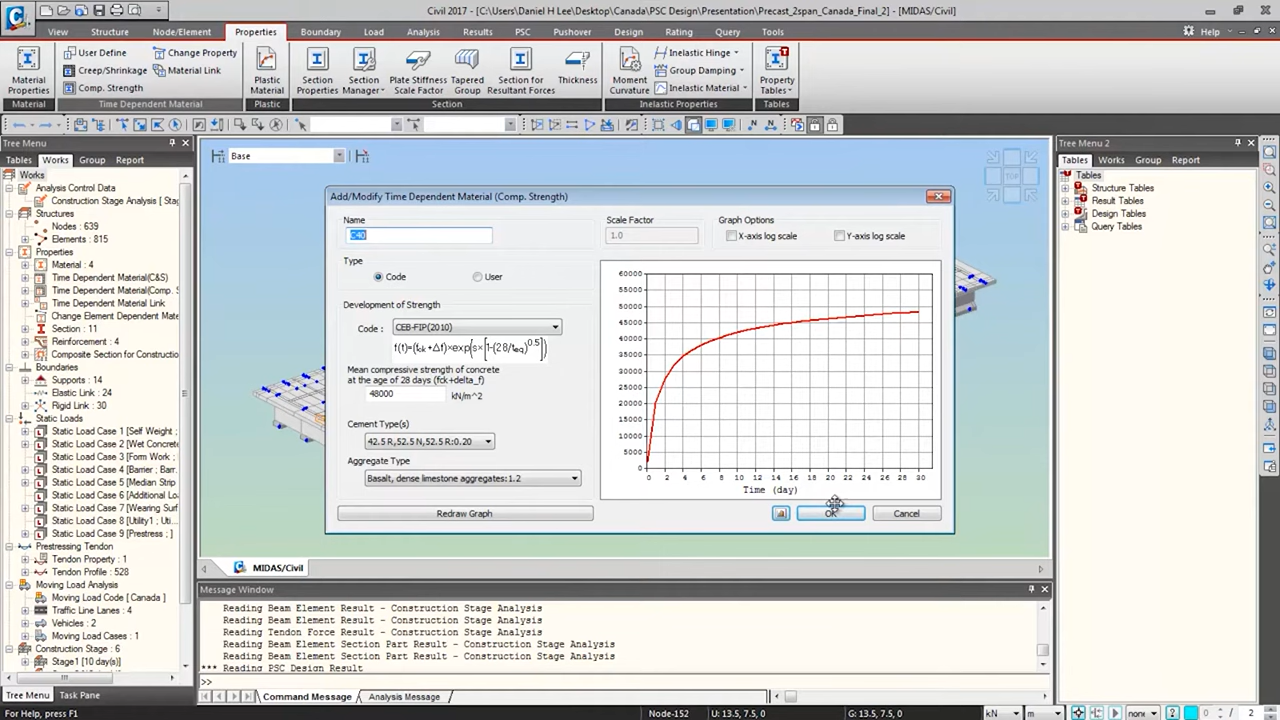 Civil 2017 - [C:\Users\Daniel H Lee\Desktop\Canada\PSC Design\Presentation\Precast_2span_Canada_Final_2] - [MIDAS/Civil]
View Structure Node/Element Properties Boundary Load Analysis Results PSC Pushover Design Rating Query Tools Help
User Define Change Property
Creep/Shrinkage Material Link
Comp. Strength
Material Properties
Plastic Material
Section Properties
Section Manager
Plate Stiffness Scale Factor
Tapered Group
Section for Resultant Forces
Thickness
Moment Curvature
Inelastic Hinge
Group Damping
Inelastic Material
Property Tables
Material Time Dependent Material Plastic Section Inelastic Properties Tables
Tree Menu
Tables Works Group Report
Works
Analysis Control Data
Construction Stage Analysis [ Stag
Structures
Nodes : 639
Elements : 815
Properties
Material : 4
Time Dependent Material(C&S)
Time Dependent Material(Comp. S
Time Dependent Material Link
Change Element Dependent Mate
Section : 11
Reinforcement : 4
Composite Section for Constructio
Boundaries
Supports : 14
Elastic Link : 24
Rigid Link : 30
Static Loads
Static Load Case 1 [Self Weight ;
Static Load Case 2 [Wet Concrete
Static Load Case 3 [Form Work ;
Static Load Case 4 [Barrier ; Barr
Static Load Case 5 [Median Strip
Static Load Case 6 [Additional Loa
Static Load Case 7 [Wearing Surf
Static Load Case 8 [Utility1 ; Utili
Static Load Case 9 [Prestress ; ]
Prestressing Tendon
Tendon Property : 1
Tendon Profile : 528
Moving Load Analysis
Moving Load Code [ Canada ]
Traffic Line Lanes : 4
Vehicles : 2
Moving Load Cases : 1
Construction Stage : 6
Stage1 [10 day(s)]
Tree Menu Task Pane
Base
TOP
Add/Modify Time Dependent Material (Comp. Strength)
Name
C40
Scale Factor
1.0
Graph Options
X-axis log scale Y-axis log scale
Type
Code User
Development of Strength
Code : CEB-FIP(2010)
f(t)=(fck+Δf)×exp{s×[1-(28/teq)^0.5]}
Mean compressive strength of concrete
at the age of 28 days (fck+delta_f)
48000 kN/m^2
Cement Type(s)
42.5 R,52.5 N,52.5 R:0.20
Aggregate Type
Basalt, dense limestone aggregates:1.2
Redraw Graph
60000
55000
50000
45000
40000
35000
30000
25000
20000
15000
10000
5000
0
0 2 4 6 8 10 12 14 16 18 20 22 24 26 28 30
Time (day)
OK Cancel
MIDAS/Civil
Message Window
Reading Beam Element Result - Construction Stage Analysis
Reading Beam Element Result - Construction Stage Analysis
Reading Tendon Force Result - Construction Stage Analysis
Reading Beam Element Section Part Result - Construction Stage Analysis
Reading Beam Element Section Part Result - Construction Stage Analysis
*** Reading PSC Design Result
>>
Command Message Analysis Message
Tree Menu 2
Tables Works Group Report
Tables
Structure Tables
Result Tables
Design Tables
Query Tables
For Help, press F1
Node-152 U: 13.5, 7.5, 0 G: 13.5, 7.5, 0 kN m none 0 / 2